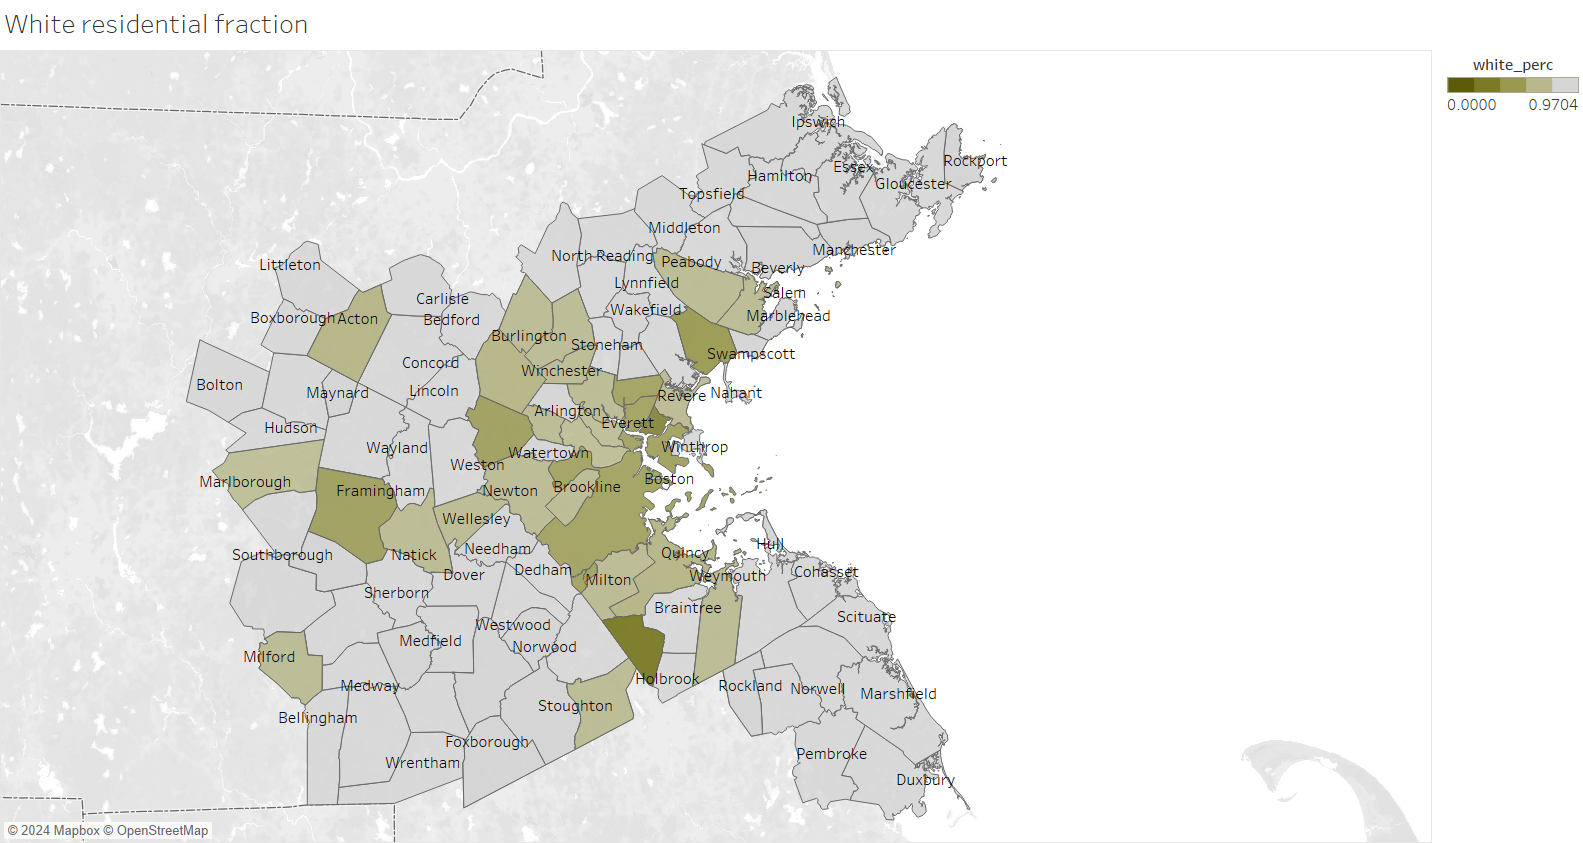 White residential fraction
white_perc
0.0000 0.9704
Ipswich
Rockport
Essex
Hamilton
Gloucester
Topsfield
Middleton
Manchester
North Reading
Peabody
Beverly
Littleton
Lynnfield
Salem
Carlisle
Wakefield
Marblehead
Boxborough
Acton
Bedford
Burlington
Stoneham
Swampscott
Concord
Winchester
Bolton
Maynard
Lincoln
Revere
Nahant
Arlington
Everett
Hudson
Wayland
Watertown
Winthrop
Weston
Marlborough
Boston
Framingham
Newton
Brookline
Wellesley
Hull
Southborough
Natick
Needham
Quincy
Dover
Dedham
Milton
Weymouth
Cohasset
Sherborn
Braintree
Scituate
Westwood
Medfield
Norwood
Milford
Holbrook
Medway
Rockland
Norwell
Marshfield
Bellingham
Stoughton
Foxborough
Wrentham
Pembroke
Duxbury
© 2024 Mapbox © OpenStreetMap